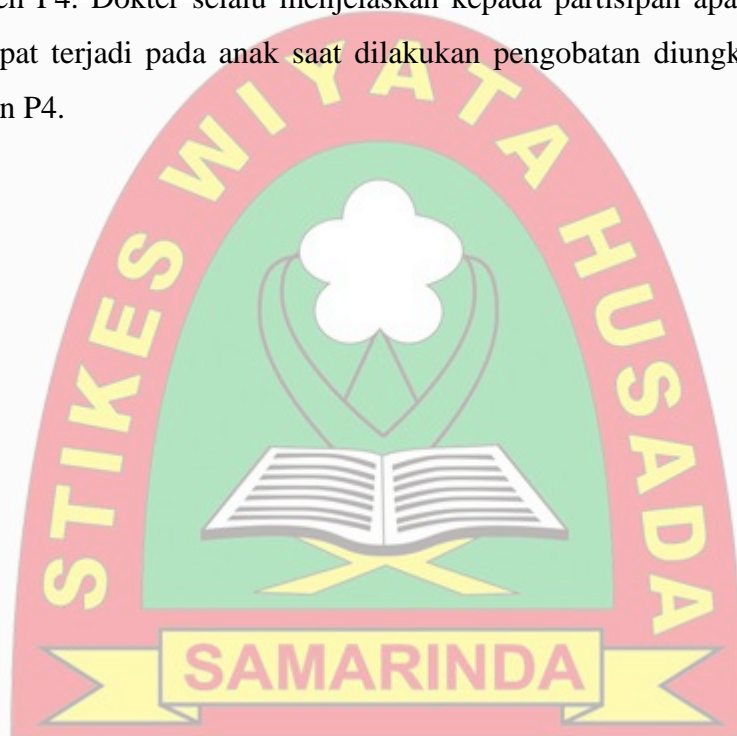 en P4. Dokter selalu menjelaskan kepada partisipan apa
pat terjadi pada anak saat dilakukan pengobatan diungk
n P4.
STIKES WIYATA HUSADA
SAMARINDA